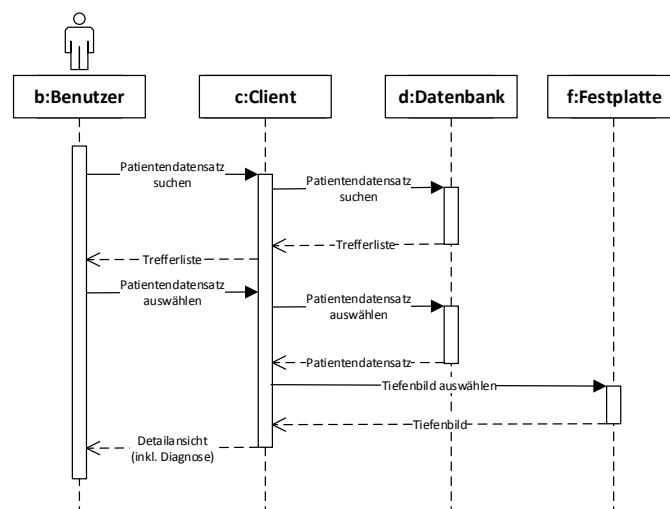 b:Benutzer
c:Client
d:Datenbank
f:Festplatte
Patientendatensatz
suchen
Patientendatensatz
suchen
Trefferliste
Trefferliste
Patientendatensatz
auswählen
Patientendatensatz
auswählen
Patientendatensatz
Tiefenbild auswählen
Tiefenbild
Detailansicht
(inkl. Diagnose)